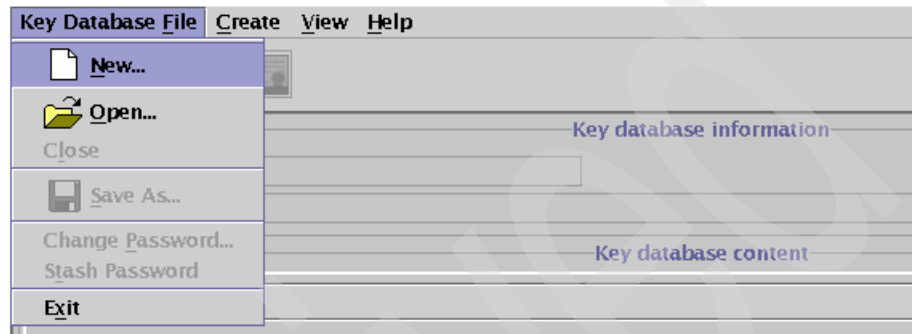 Key Database File Create View Help
New...
Open...
Key database information
Close
Save As...
Change Password...
Key database content
Stash Password
Exit